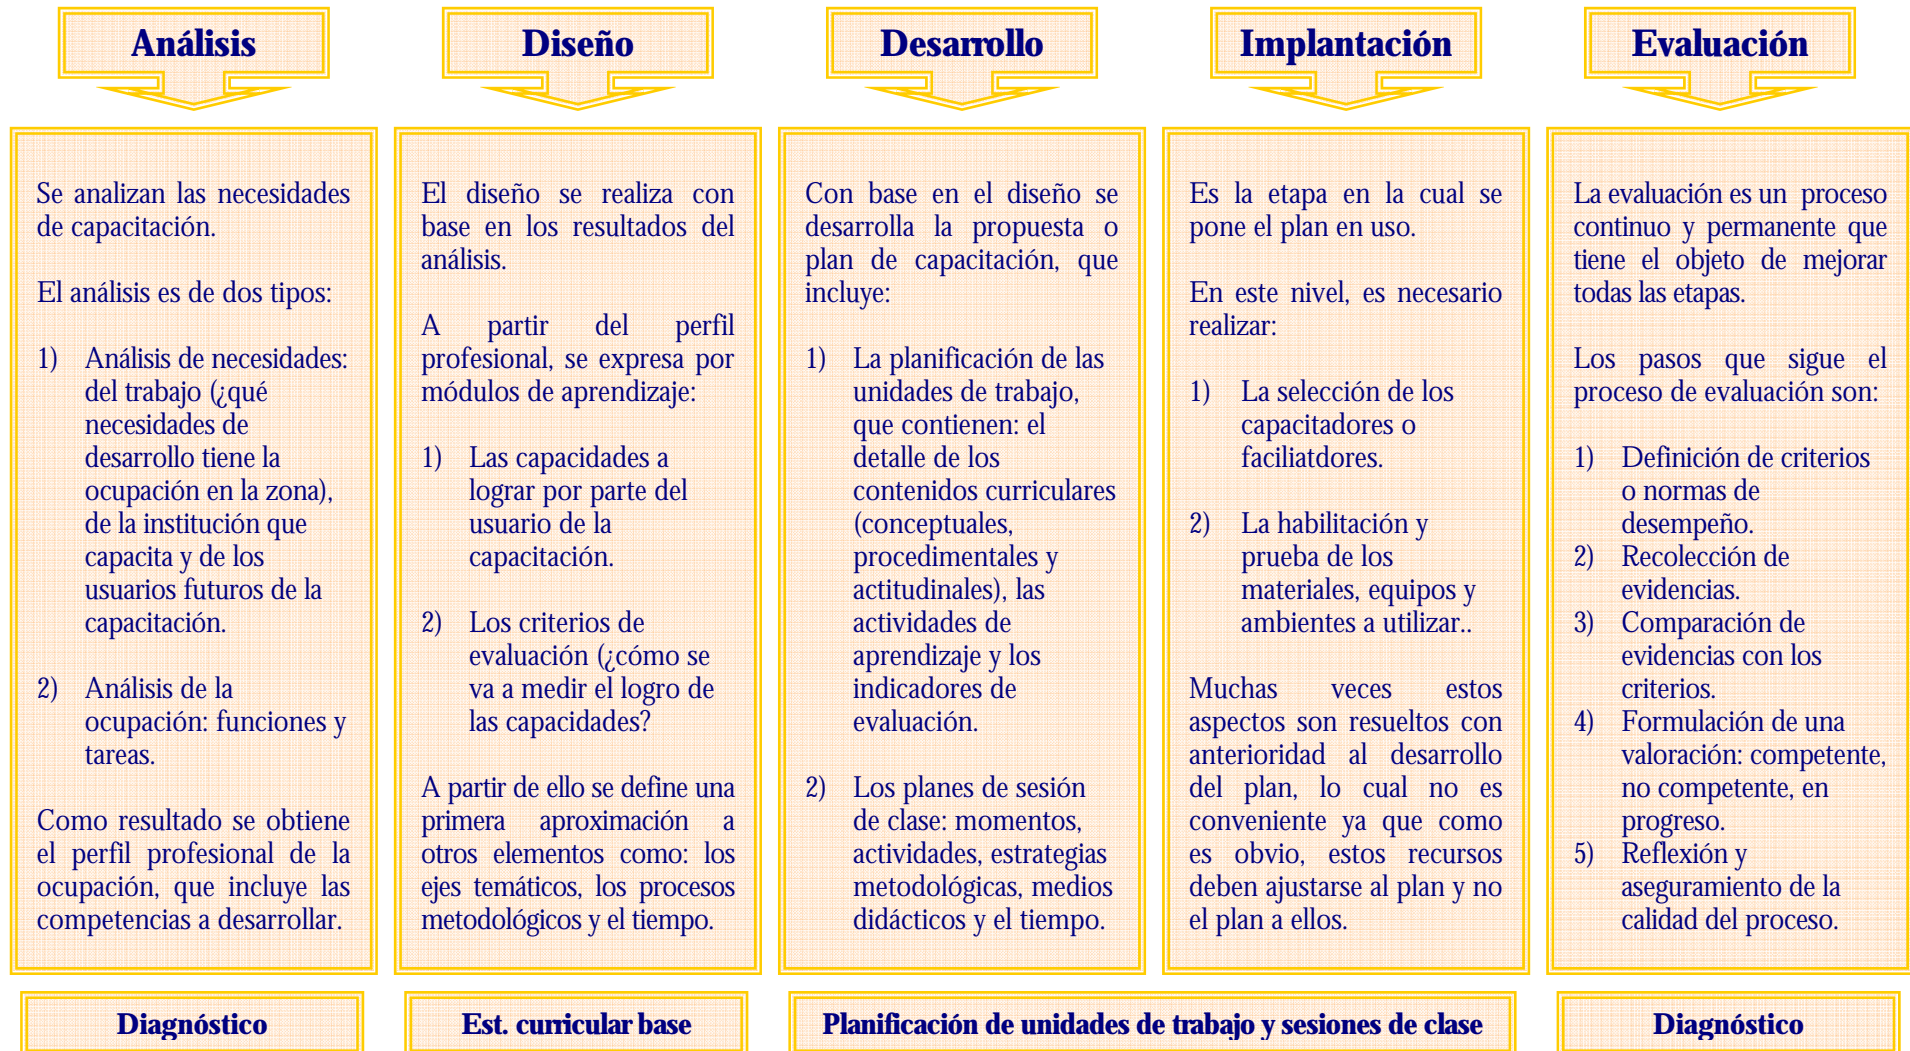 Análisis
Se analizan las necesidades
de capacitación.
El análisis es de dos tipos:
1) Análisis de necesidades:
del trabajo (¿qué
necesidades de
desarrollo tiene la
ocupación en la zona),
de la institución que
capacita y de los
usuarios futuros de la
capacitación.
2) Análisis de la
ocupación: funciones y
tareas.
Como resultado se obtiene
el perfil profesional de la
ocupación, que incluye las
competencias a desarrollar.
Diagnóstico
Diseño
El diseño se realiza con
base en los resultados del
análisis.
A partir del perfil
profesional, se expresa por
módulos de aprendizaje:
1) Las capacidades a
lograr por parte del
usuario de la
capacitación.
2) Los criterios de
evaluación (¿cómo se
va a medir el logro de
las capacidades?
A partir de ello se define una
primera aproximación a
otros elementos como: los
ejes temáticos, los procesos
metodológicos y el tiempo.
Est. curricular base
Desarrollo
Con base en el diseño se
desarrolla la propuesta o
plan de capacitación, que
incluye:
1) La planificación de las
unidades de trabajo,
que contienen: el
detalle de los
contenidos curriculares
(conceptuales,
procedimentales y
actitudinales), las
actividades de
aprendizaje y los
indicadores de
evaluación.
2) Los planes de sesión
de clase: momentos,
actividades, estrategias
metodológicas, medios
didácticos y el tiempo.
Implantación
Es la etapa en la cual se
pone el plan en uso.
En este nivel, es necesario
realizar:
1) La selección de los
capacitadores o
faciliatdores.
2) La habilitación y
prueba de los
materiales, equipos y
ambientes a utilizar..
Muchas veces estos
aspectos son resueltos con
anterioridad al desarrollo
del plan, lo cual no es
conveniente ya que como
es obvio, estos recursos
deben ajustarse al plan y no
el plan a ellos.
Planificación de unidades de trabajo y sesiones de clase
Evaluación
La evaluación es un proceso
continuo y permanente que
tiene el objeto de mejorar
todas las etapas.
Los pasos que sigue el
proceso de evaluación son:
1) Definición de criterios
o normas de
desempeño.
2) Recolección de
evidencias.
3) Comparación de
evidencias con los
criterios.
4) Formulación de una
valoración: competente,
no competente, en
progreso.
5) Reflexión y
aseguramiento de la
calidad del proceso.
Diagnóstico